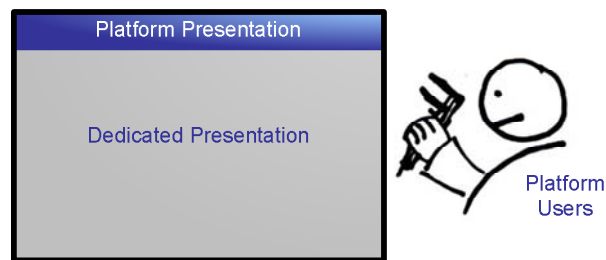 Platform Presentation
Dedicated Presentation
Platform
Users